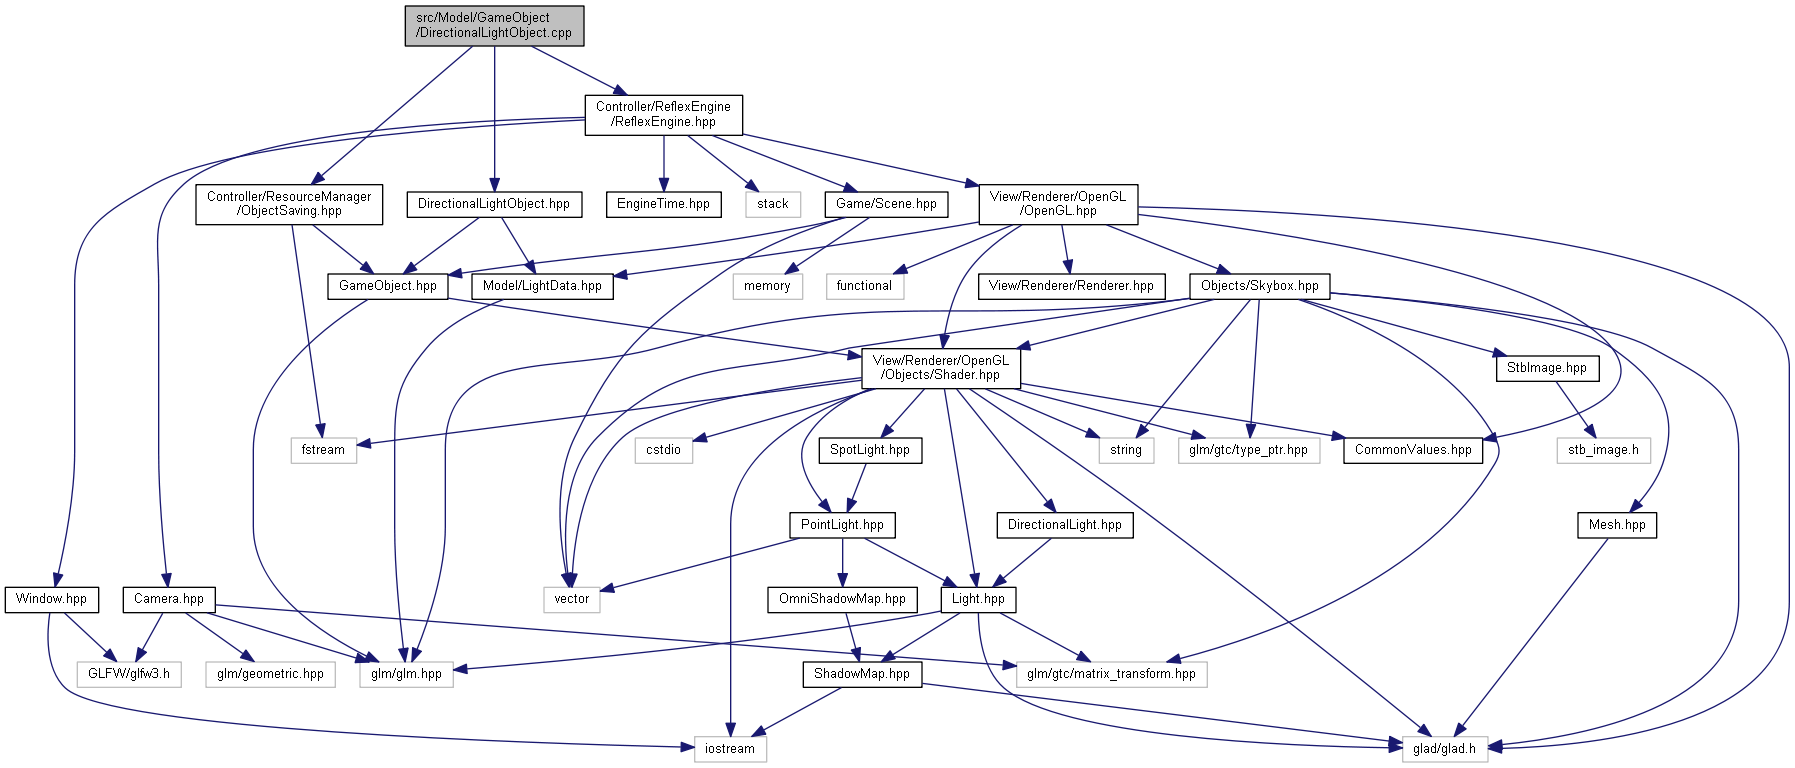 src/Model/GameObject
/DirectionalLightObject.cpp
Controller/ReflexEngine
/ReflexEngine.hpp
Controller/ResourceManager
/ObjectSaving.hpp
DirectionalLightObject.hpp
EngineTime.hpp
stack
Game/Scene.hpp
View/Renderer/OpenGL
/OpenGL.hpp
GameObject.hpp
Model/LightData.hpp
memory
functional
View/Renderer/Renderer.hpp
Objects/Skybox.hpp
View/Renderer/OpenGL
/Objects/Shader.hpp
StbImage.hpp
fstream
cstdio
SpotLight.hpp
string
glm/gtc/type_ptr.hpp
CommonValues.hpp
stb_image.h
PointLight.hpp
DirectionalLight.hpp
Mesh.hpp
Window.hpp
Camera.hpp
vector
OmniShadowMap.hpp
Light.hpp
GLFW/glfw3.h
glm/geometric.hpp
glm/glm.hpp
ShadowMap.hpp
glm/gtc/matrix_transform.hpp
iostream
glad/glad.h